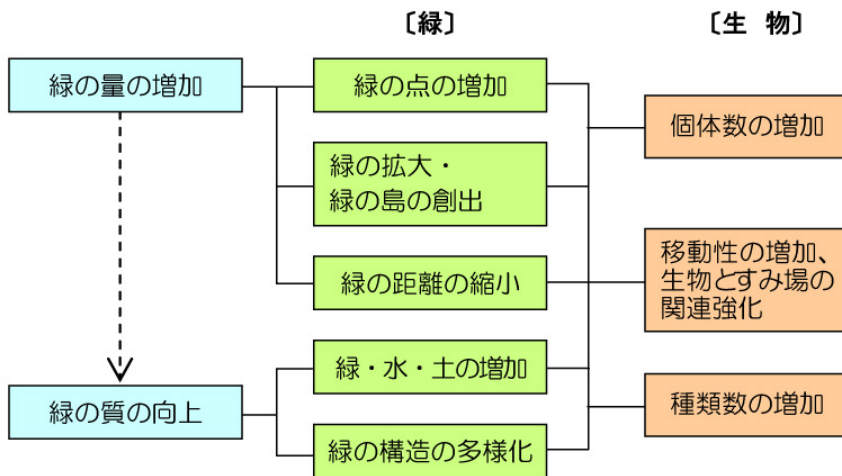 〔緑〕
〔生 物〕
緑の量の増加
緑の点の増加
個体数の増加
緑の拡大・
緑の島の創出
移動性の増加、
生物とすみ場の
関連強化
緑の距離の縮小
緑・水・土の増加
緑の質の向上
種類数の増加
緑の構造の多様化